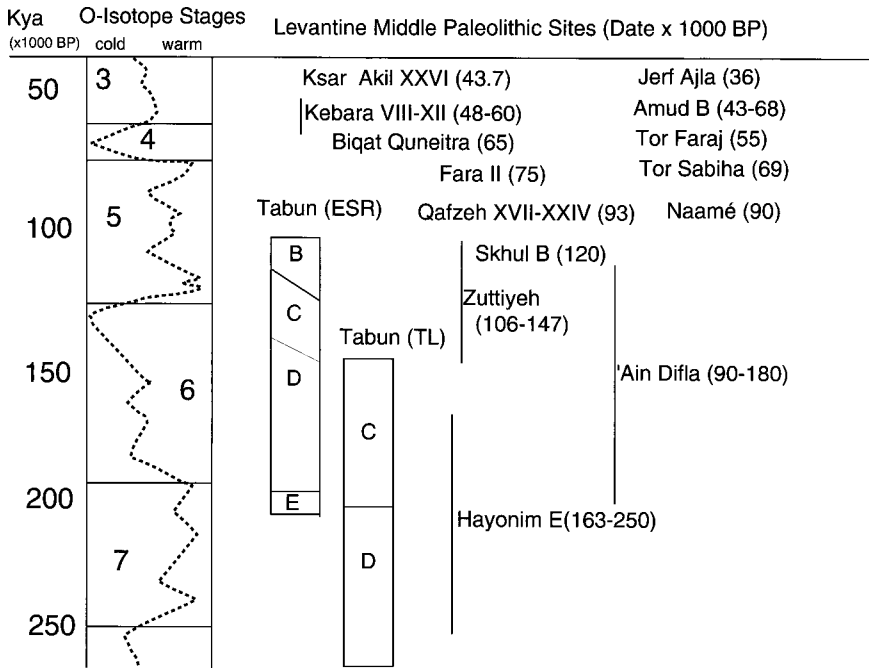 Kya O-Isotope Stages
Levantine Middle Paleolithic Sites (Date x 1000 BP)
(x1000 BP) cold warm
3
50
Ksar Akil XXVI (43.7) Jerf Ajla (36)
Kebara VIII-XII (48-60) Amud B (43-68)
4
Biqat Quneitra (65) Tor Faraj (55)
Fara II (75) Tor Sabiha (69)
5
100
Tabun (ESR) Qafzeh XVII-XXIV (93) Naamé (90)
B
Skhul B (120)
C
Zuttiyeh
(106-147)
Tabun (TL)
150
6
D
'Ain Difla (90-180)
C
200
E
Hayonim E(163-250)
7
D
250